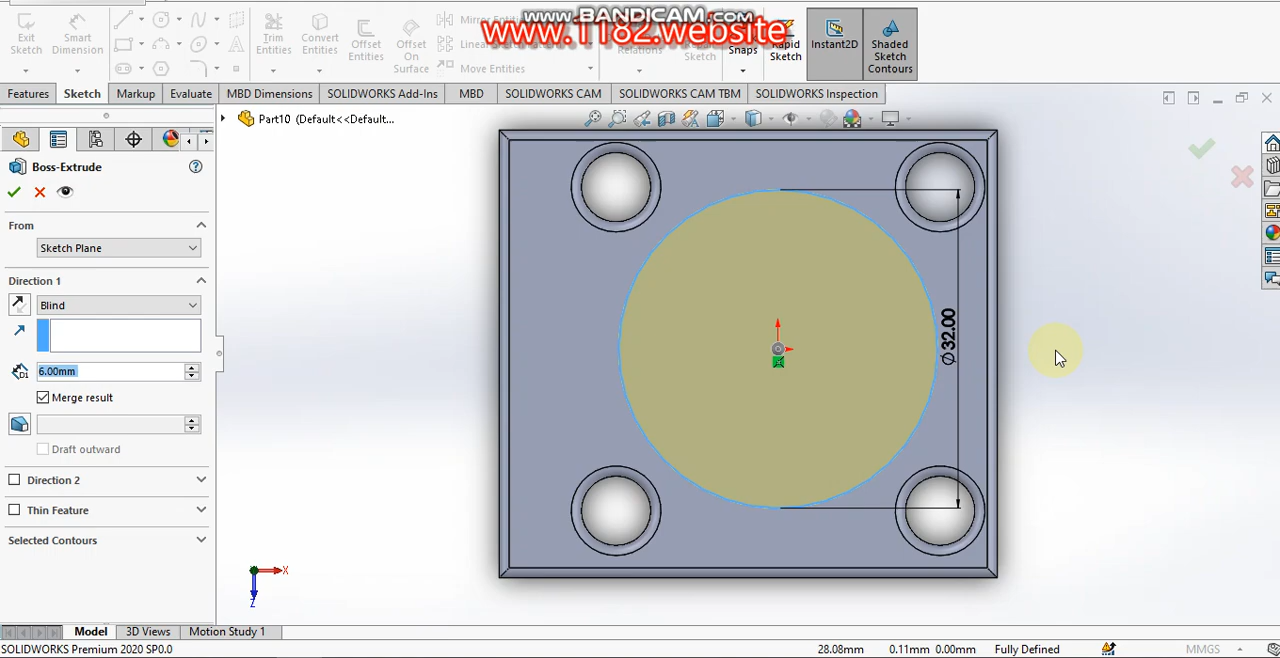 www.BANDICAM.com
www.1182.website
Exit Sketch
Smart Dimension
Trim Entities
Convert Entities
Offset Entities
Offset On Surface
Mirror Entities
Linear Sketch Pattern
Move Entities
Relations
Sketch
Snaps
Rapid Sketch
Instant2D
Shaded Sketch Contours
Features
Sketch
Markup
Evaluate
MBD Dimensions
SOLIDWORKS Add-Ins
MBD
SOLIDWORKS CAM
SOLIDWORKS CAM TBM
SOLIDWORKS Inspection
Part10 (Default<<Default...
Boss-Extrude
From
Sketch Plane
Direction 1
Blind
D1
6.00mm
Merge result
Draft outward
Direction 2
Thin Feature
Selected Contours
Ø32.00
X
Z
Model
3D Views
Motion Study 1
SOLIDWORKS Premium 2020 SP0.0
28.08mm
0.11mm
0.00mm
Fully Defined
MMGS